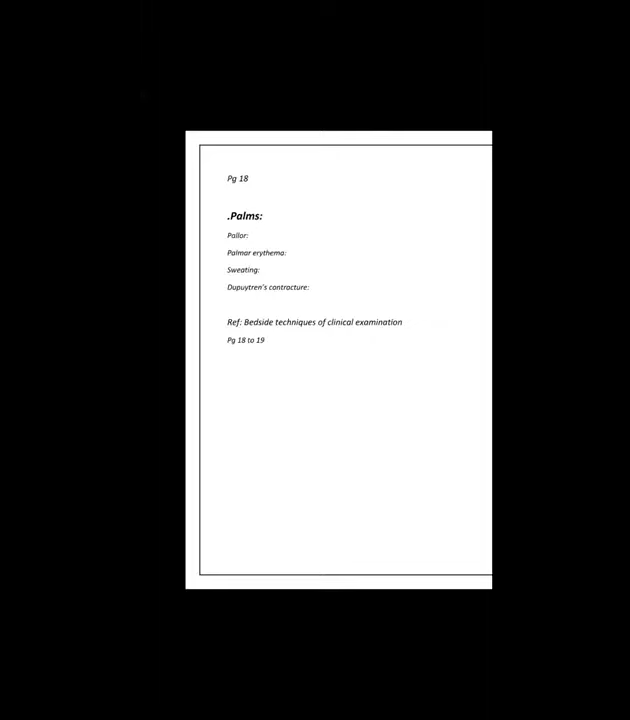 Pg 18
.Palms:
Pallor:
Palmar erythema:
Sweating:
Dupuytren's contracture:
Ref: Bedside techniques of clinical examination
Pg 18 to 19